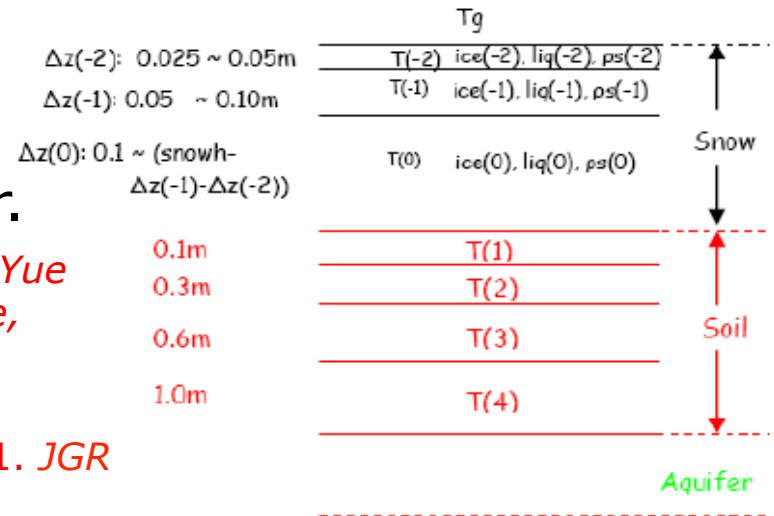 Tg
Δz(-2): 0.025 ~ 0.05m T(-2) ice(-2), liq(-2), ρs(-2)
Δz(-1): 0.05 ~ 0.10m T(-1) ice(-1), liq(-1), ρs(-1)
Snow
Δz(0): 0.1 ~ (snowh- T(0) ice(0), liq(0), ρs(0)
Δz(-1)-Δz(-2))
r.
0.1m T(1)
Yue
0.3m T(2)
e,
0.6m T(3) Soil
1.0m T(4)
1. JGR
Aquifer